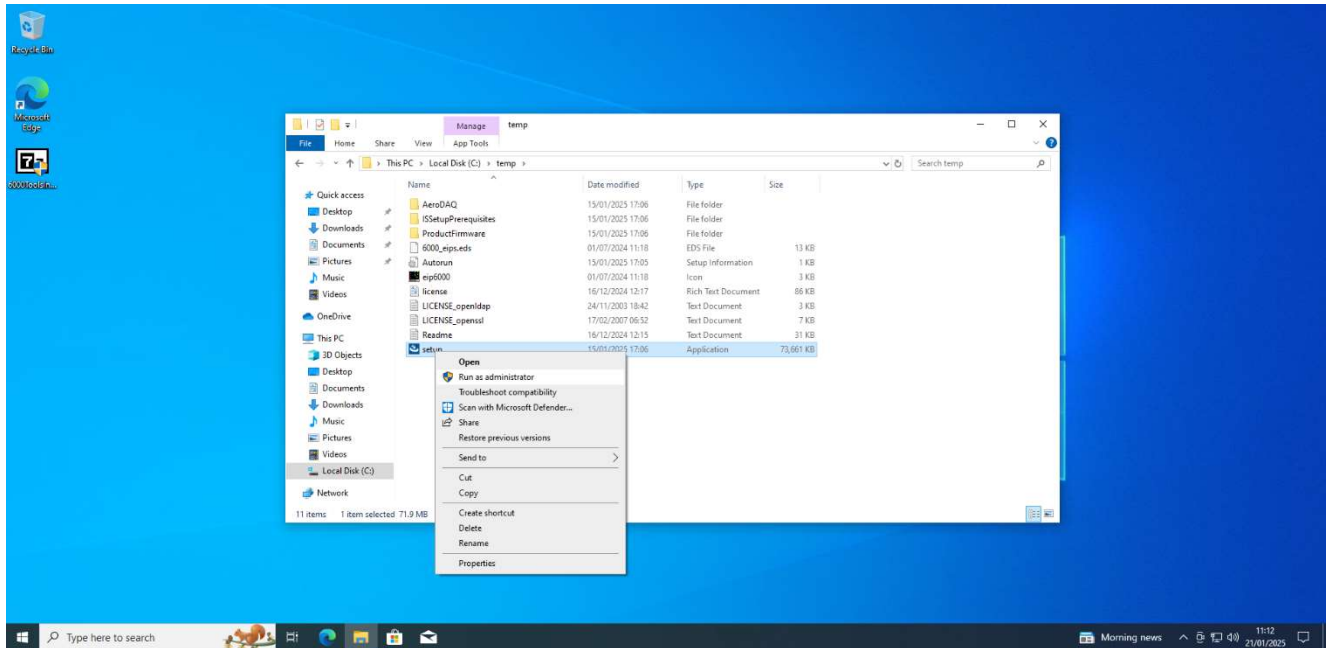 Recycle Bin
Microsoft
Edge
Manage temp
File Home Share View App Tools
This PC › Local Disk (C:) › temp ›
Search temp
Name Date modified Type Size
Quick access
Desktop
Downloads
Documents
Pictures
Music
Videos
OneDrive
This PC
3D Objects
Desktop
Documents
Downloads
Music
Pictures
Videos
Local Disk (C:)
Network
AeroDAQ 15/01/2025 17:06 File folder
ISSetupPrerequisites 15/01/2025 17:06 File folder
ProductFirmware 15/01/2025 17:06 File folder
6000_eips.eds 01/07/2024 11:18 EDS File 13 KB
Autorun 15/01/2025 17:05 Setup Information 1 KB
eip6000 01/07/2024 11:18 Icon 3 KB
license 16/12/2024 12:17 Rich Text Document 86 KB
LICENSE_openldap 24/11/2003 18:42 Text Document 3 KB
LICENSE_openssl 17/02/2007 06:52 Text Document 7 KB
Readme 16/12/2024 12:15 Text Document 31 KB
setup 15/01/2025 17:06 Application 73,661 KB
Open
Run as administrator
Troubleshoot compatibility
Scan with Microsoft Defender...
Share
Restore previous versions
Send to
Cut
Copy
Create shortcut
Delete
Rename
Properties
11 items 1 item selected 71.9 MB
Type here to search
Morning news
11:12
21/01/2025